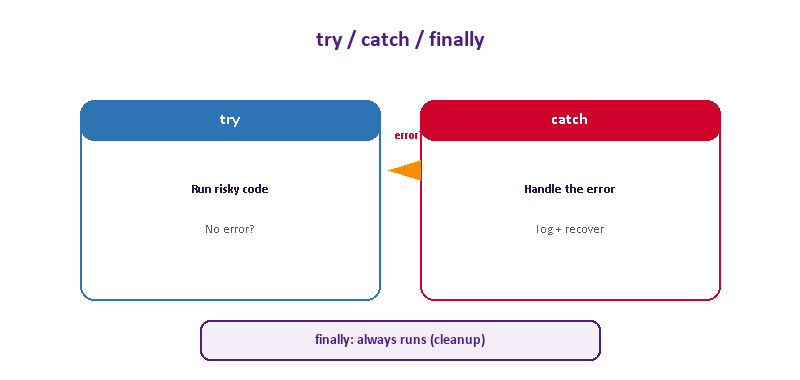 try / catch / finally
try
error
catch
Run risky code
Handle the error
No error?
log + recover
finally: always runs (cleanup)